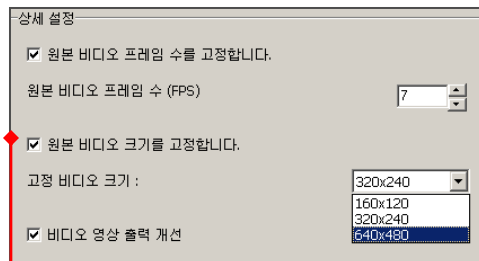 상세 설정
원본 비디오 프레임 수를 고정합니다.
원본 비디오 프레임 수 (FPS)
7
원본 비디오 크기를 고정합니다.
고정 비디오 크기 :
320x240
160x120
320x240
640x480
비디오 영상 출력 개선